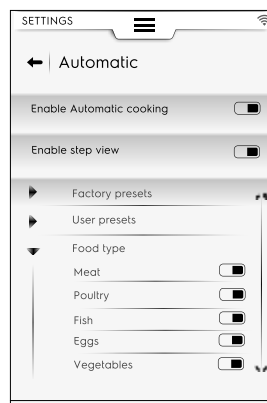 SETTINGS
Automatic
Enable Automatic cooking
Enable step view
Factory presets
User presets
Food type
Meat
Poultry
Fish
Eggs
Vegetables